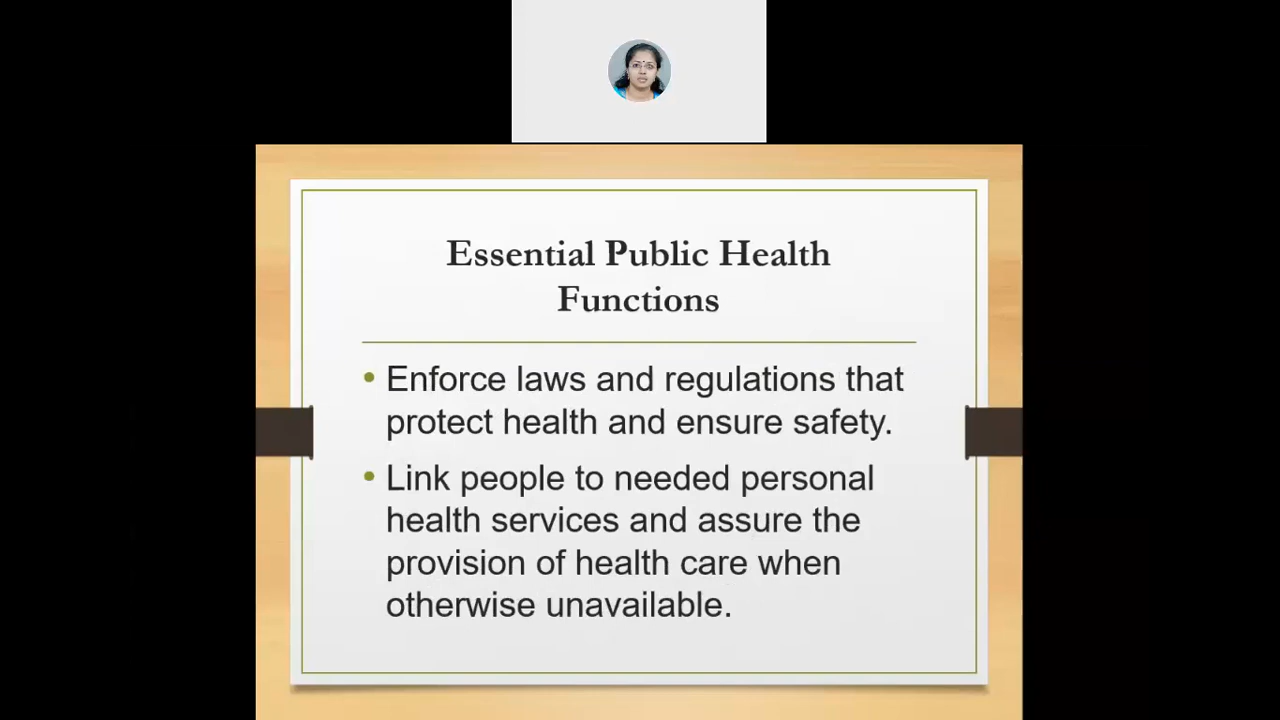 Essential Public Health
Functions
• Enforce laws and regulations that
protect health and ensure safety.
• Link people to needed personal
health services and assure the
provision of health care when
otherwise unavailable.